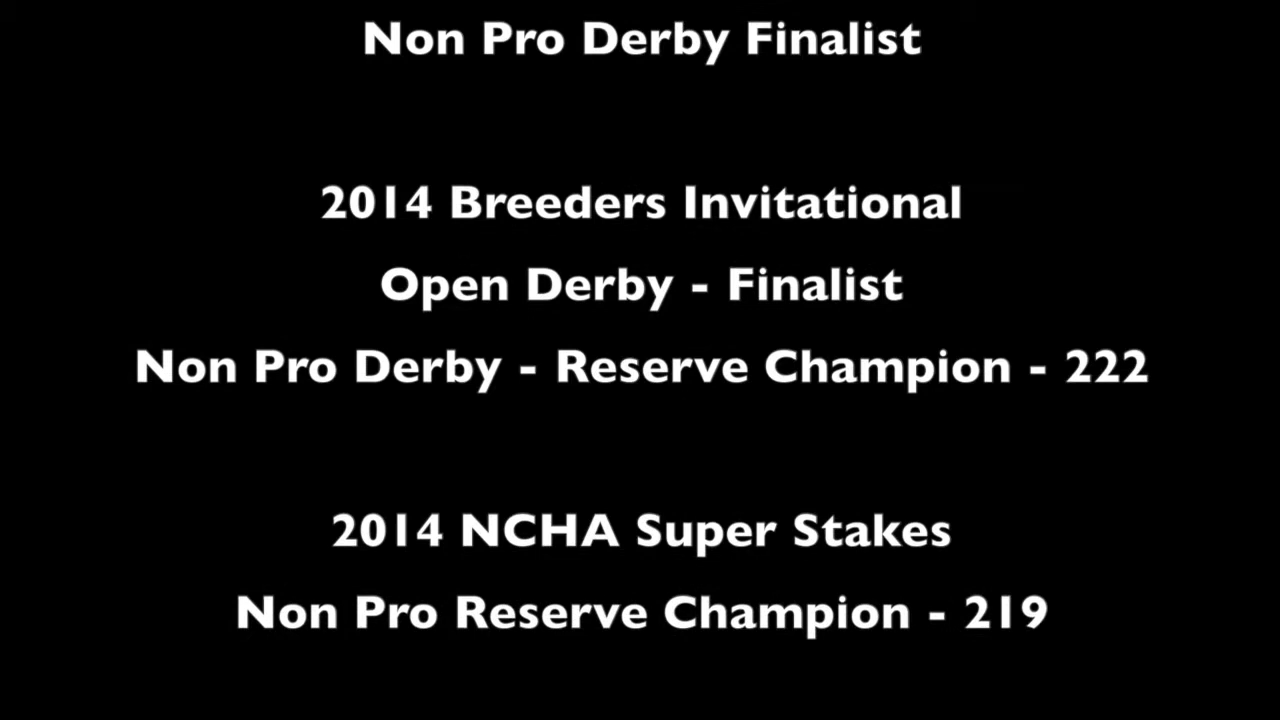 Non Pro Derby Finalist
2014 Breeders Invitational
Open Derby - Finalist
Non Pro Derby - Reserve Champion - 222
2014 NCHA Super Stakes
Non Pro Reserve Champion - 219